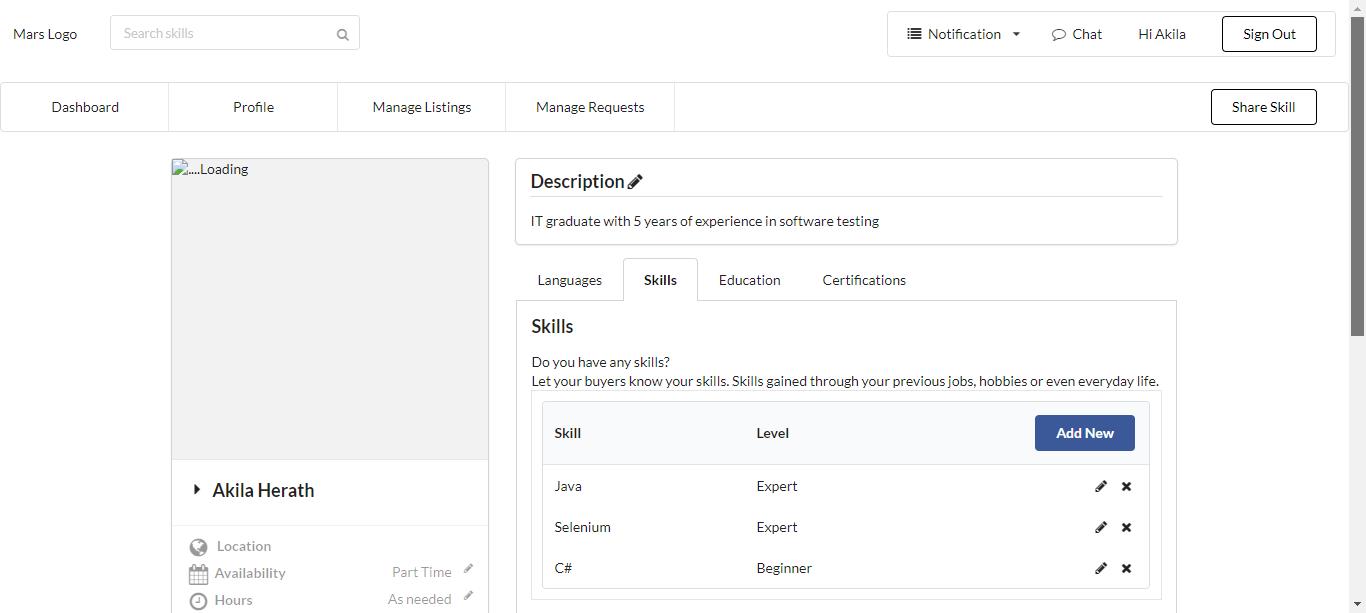 Mars Logo
Search skills
Notification
Chat
Hi Akila
Sign Out
Dashboard
Profile
Manage Listings
Manage Requests
Share Skill
....Loading
Akila Herath
Location
Availability
Part Time
Hours
As needed
Description
IT graduate with 5 years of experience in software testing
Languages
Skills
Education
Certifications
Skills
Do you have any skills?
Let your buyers know your skills. Skills gained through your previous jobs, hobbies or even everyday life.
Skill
Level
Add New
Java
Expert
Selenium
Expert
C#
Beginner